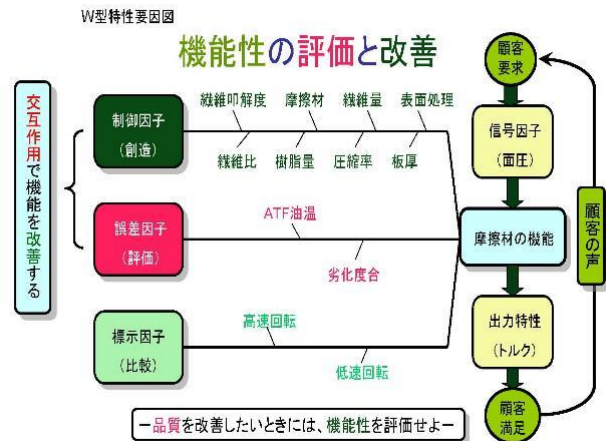 W型特性要因図
機能性の評価と改善
顧客
要求
交互作用で機能を改善する
制御因子
(創造)
繊維叩解度
摩擦材
繊維量
表面処理
繊維比
樹脂量
圧縮率
板厚
信号因子
(面圧)
誤差因子
(評価)
ATF油温
劣化度合
摩擦材の機能
顧客の声
標示因子
(比較)
高速回転
低速回転
出力特性
(トルク)
顧客
満足
ー品質を改善したいときには、機能性を評価せよー